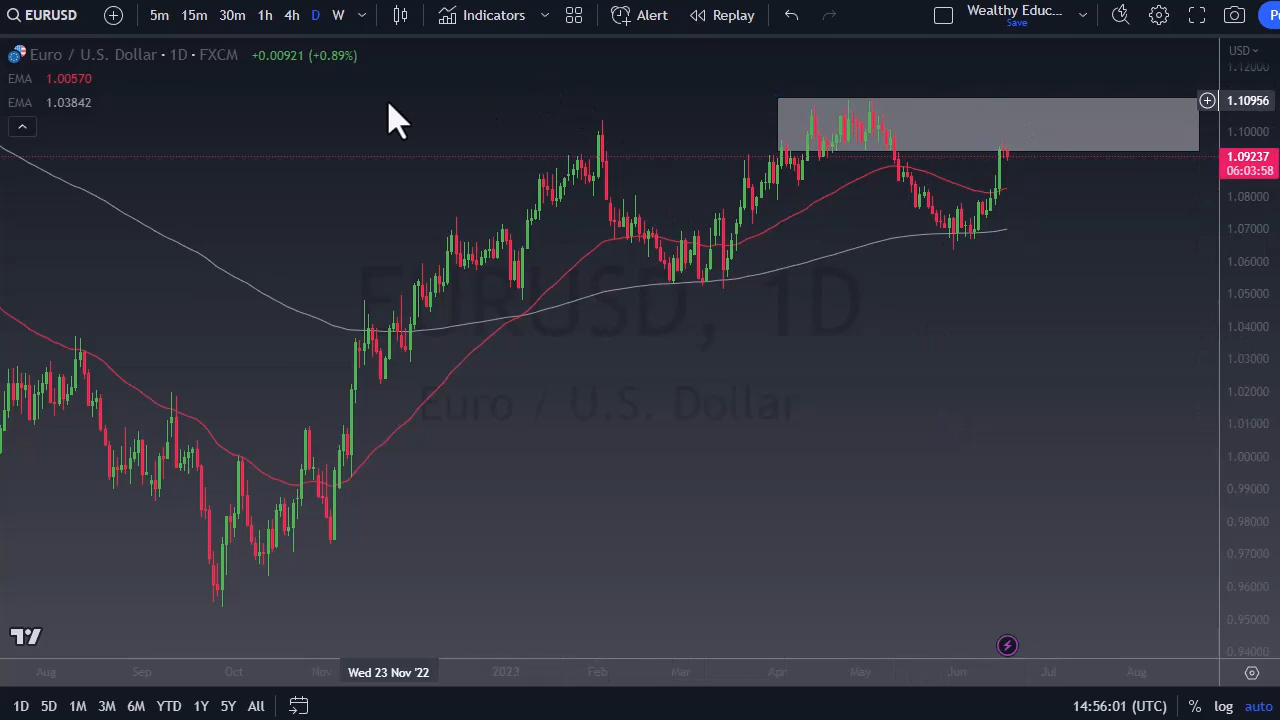 EURUSD 5m 15m 30m 1h 4h D W Indicators Alert Replay Wealthy Educ...
Save
Euro / U.S. Dollar · 1D · FXCM +0.00921 (+0.89%) USD
EMA 1.00570
EMA 1.03842
1.12000
1.10956
1.10000
1.09237
06:03:58
1.08000
1.07000
1.06000
1.05000
1.04000
1.03000
1.02000
1.01000
1.00000
0.99000
0.98000
0.97000
0.96000
0.95000
0.94000
EURUSD, 1D
Euro / U.S. Dollar
Aug Sep Oct Nov Wed 23 Nov '22 2023 Feb Mar Apr May Jun Jul Aug
1D 5D 1M 3M 6M YTD 1Y 5Y All 14:56:01 (UTC) % log auto